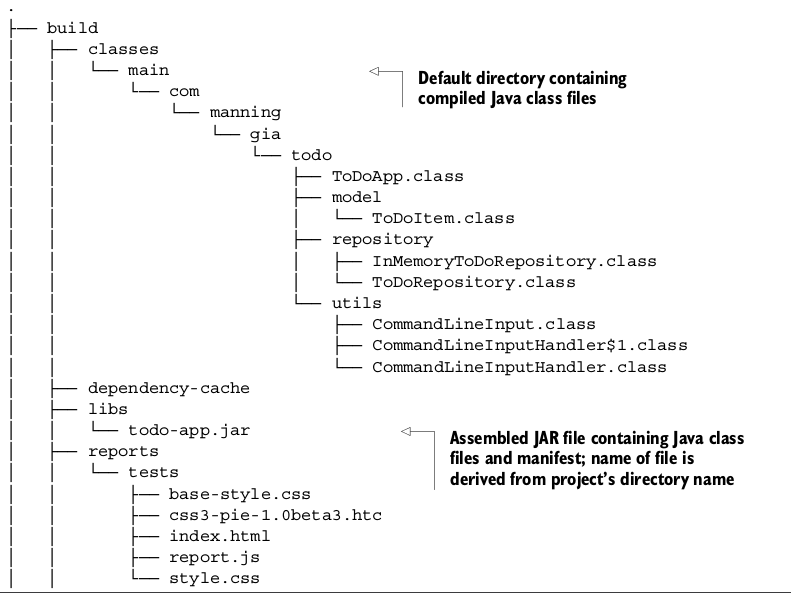 .
├── build
│   ├── classes
│   │   └── main
│   │       └── com
│   │           └── manning
│   │               └── gia
│   │                   └── todo
│   │                       ├── ToDoApp.class
│   │                       ├── model
│   │                       │   └── ToDoItem.class
│   │                       ├── repository
│   │                       │   ├── InMemoryToDoRepository.class
│   │                       │   └── ToDoRepository.class
│   │                       └── utils
│   │                           ├── CommandLineInput.class
│   │                           ├── CommandLineInputHandler$1.class
│   │                           └── CommandLineInputHandler.class
│   ├── dependency-cache
│   ├── libs
│   │   └── todo-app.jar
│   ├── reports
│   │   └── tests
│   │       ├── base-style.css
│   │       ├── css3-pie-1.0beta3.htc
│   │       ├── index.html
│   │       ├── report.js
│   │       └── style.css
Default directory containing
compiled Java class files
Assembled JAR file containing Java class
files and manifest; name of file is
derived from project's directory name